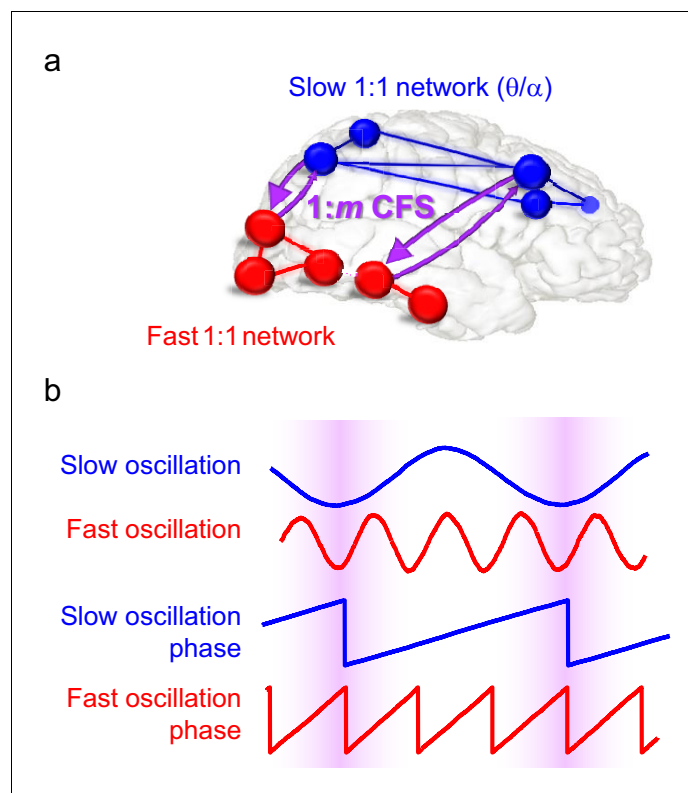 a
Slow 1:1 network (θ/α)
1:m CFS
Fast 1:1 network
b
Slow oscillation
Fast oscillation
Slow oscillation
phase
Fast oscillation
phase